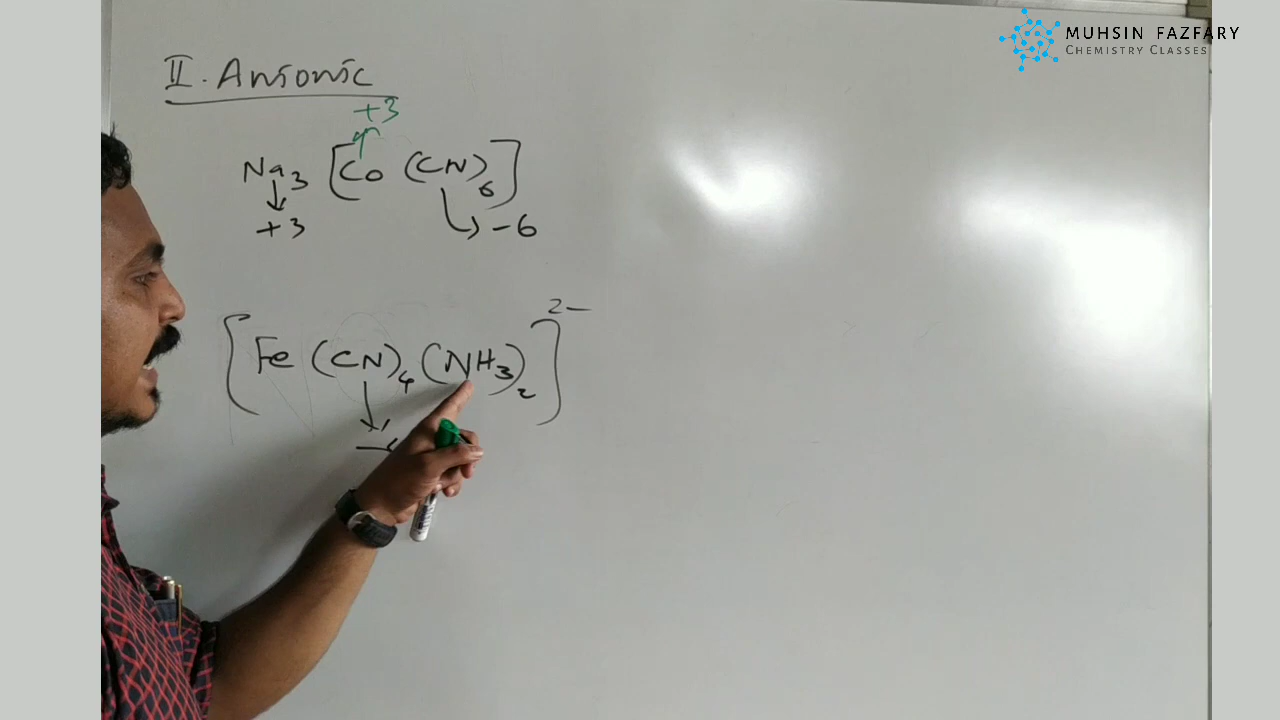 MUHSIN FAZFARY
CHEMISTRY CLASSES
II. Anionic
+3
Na3 [Co (CN)6]
+3 -6
[Fe (CN)4 (NH3)2]2-